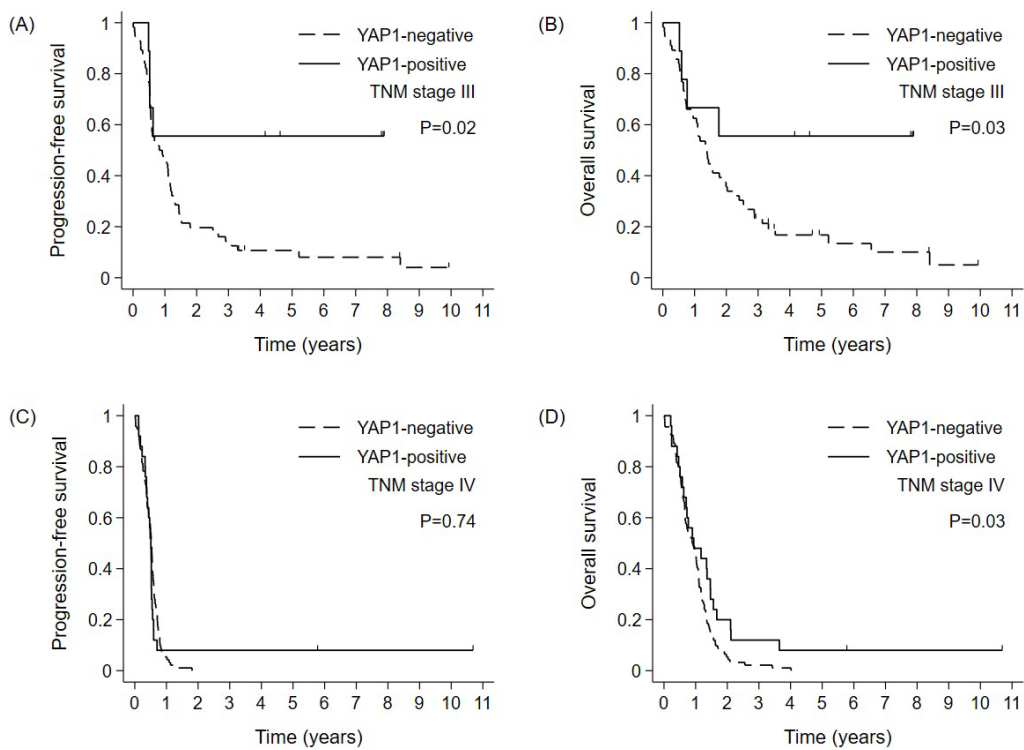 (A)
YAP1-negative
YAP1-positive
TNM stage III
P=0.02
Progression-free survival
1
0.8
0.6
0.4
0.2
0
0 1 2 3 4 5 6 7 8 9 10 11
Time (years)
(B)
YAP1-negative
YAP1-positive
TNM stage III
P=0.03
Overall survival
1
0.8
0.6
0.4
0.2
0
0 1 2 3 4 5 6 7 8 9 10 11
Time (years)
(C)
YAP1-negative
YAP1-positive
TNM stage IV
P=0.74
Progression-free survival
1
0.8
0.6
0.4
0.2
0
0 1 2 3 4 5 6 7 8 9 10 11
Time (years)
(D)
YAP1-negative
YAP1-positive
TNM stage IV
P=0.03
Overall survival
1
0.8
0.6
0.4
0.2
0
0 1 2 3 4 5 6 7 8 9 10 11
Time (years)